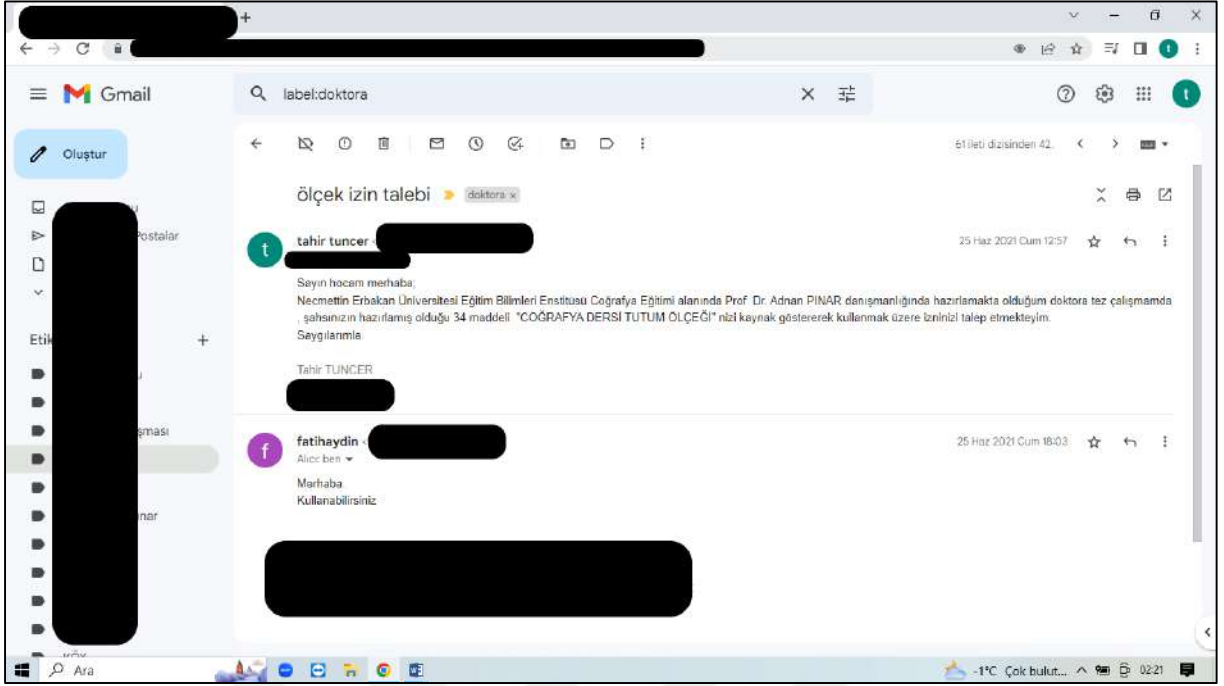 Gmail
label:doktora
Oluştur
61 ileti dizisinden 42.
ölçek izin talebi
doktora ×
Postalar
tahir tuncer
25 Haz 2021 Cum 12:57
Sayın hocam merhaba;
Necmettin Erbakan Üniversitesi Eğitim Bilimleri Enstitüsü Coğrafya Eğitimi alanında Prof. Dr. Adnan PINAR danışmanlığında hazırlamakta olduğum doktora tez çalışmamda
, şahsınızın hazırlamış olduğu 34 maddeli "COĞRAFYA DERSİ TUTUM ÖLÇEĞİ" nizi kaynak göstererek kullanmak üzere izninizi talep etmekteyim.
Saygılarımla
Etik
Tahir TUNCER
şması
fatihaydin
25 Haz 2021 Cum 18:03
Alıcı: ben
Merhaba
Kullanabilirsiniz
nar
Ara
-1°C Çok bulut...
02:21